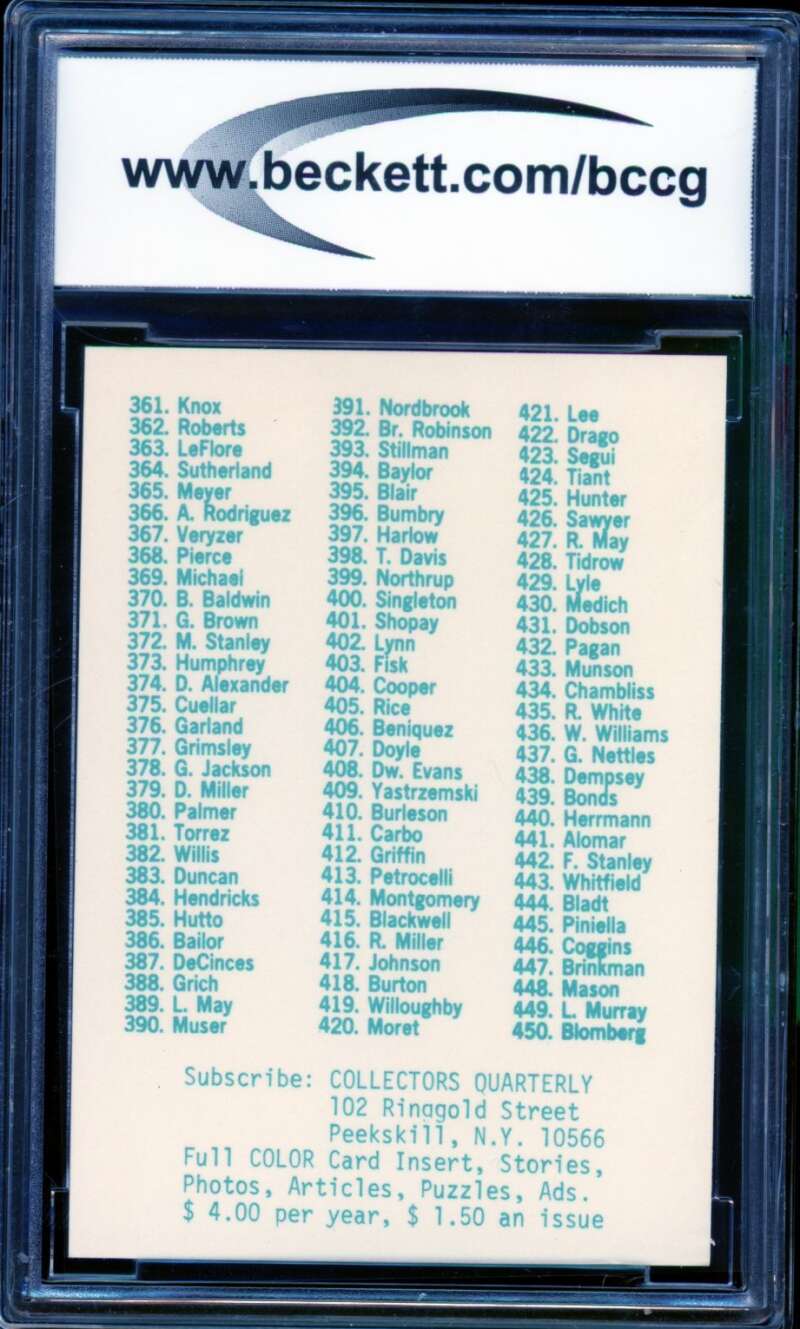 www.beckett.com/bccg
361. Knox
362. Roberts
363. LeFlore
364. Sutherland
365. Meyer
366. A. Rodriguez
367. Veryzer
368. Pierce
369. Michael
370. B. Baldwin
371. G. Brown
372. M. Stanley
373. Humphrey
374. D. Alexander
375. Cuellar
376. Garland
377. Grimsley
378. G. Jackson
379. D. Miller
380. Palmer
381. Torrez
382. Willis
383. Duncan
384. Hendricks
385. Hutto
386. Bailor
387. DeCinces
388. Grich
389. L. May
390. Muser
391. Nordbrook
392. Br. Robinson
393. Stillman
394. Baylor
395. Blair
396. Bumbry
397. Harlow
398. T. Davis
399. Northrup
400. Singleton
401. Shopay
402. Lynn
403. Fisk
404. Cooper
405. Rice
406. Beniquez
407. Doyle
408. Dw. Evans
409. Yastrzemski
410. Burleson
411. Carbo
412. Griffin
413. Petrocelli
414. Montgomery
415. Blackwell
416. R. Miller
417. Johnson
418. Burton
419. Willoughby
420. Moret
421. Lee
422. Drago
423. Segui
424. Tiant
425. Hunter
426. Sawyer
427. R. May
428. Tidrow
429. Lyle
430. Medich
431. Dobson
432. Pagan
433. Munson
434. Chambliss
435. R. White
436. W. Williams
437. G. Nettles
438. Dempsey
439. Bonds
440. Herrmann
441. Alomar
442. F. Stanley
443. Whitfield
444. Bladt
445. Piniella
446. Coggins
447. Brinkman
448. Mason
449. L. Murray
450. Blomberg
Subscribe: COLLECTORS QUARTERLY
102 Ringgold Street
Peekskill, N.Y. 10566
Full COLOR Card Insert, Stories,
Photos, Articles, Puzzles, Ads.
$ 4.00 per year, $ 1.50 an issue